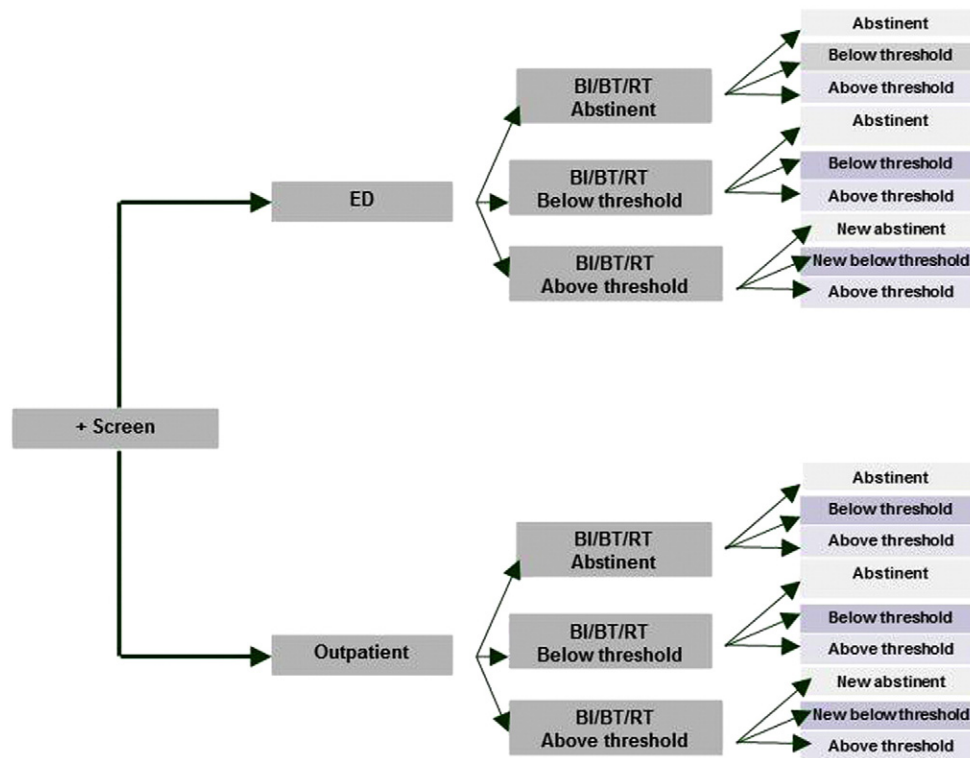 Abstinent
Below threshold
Above threshold
BI/BT/RT
Abstinent
Abstinent
Below threshold
Above threshold
BI/BT/RT
Below threshold
ED
New abstinent
New below threshold
Above threshold
BI/BT/RT
Above threshold
+ Screen
Abstinent
Below threshold
Above threshold
BI/BT/RT
Abstinent
Abstinent
Below threshold
Above threshold
BI/BT/RT
Below threshold
Outpatient
New abstinent
New below threshold
Above threshold
BI/BT/RT
Above threshold